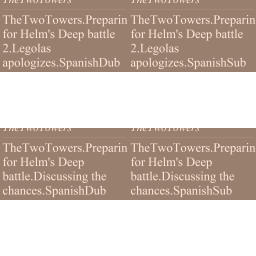 TheTwoTowers TheTwoTowers
TheTwoTowers.Preparin TheTwoTowers.Preparin
for Helm's Deep battle for Helm's Deep battle
2.Legolas 2.Legolas
apologizes.SpanishDub apologizes.SpanishSub
TheTwoTowers TheTwoTowers
TheTwoTowers.Preparin TheTwoTowers.Preparin
for Helm's Deep for Helm's Deep
battle.Discussing the battle.Discussing the
chances.SpanishDub chances.SpanishSub